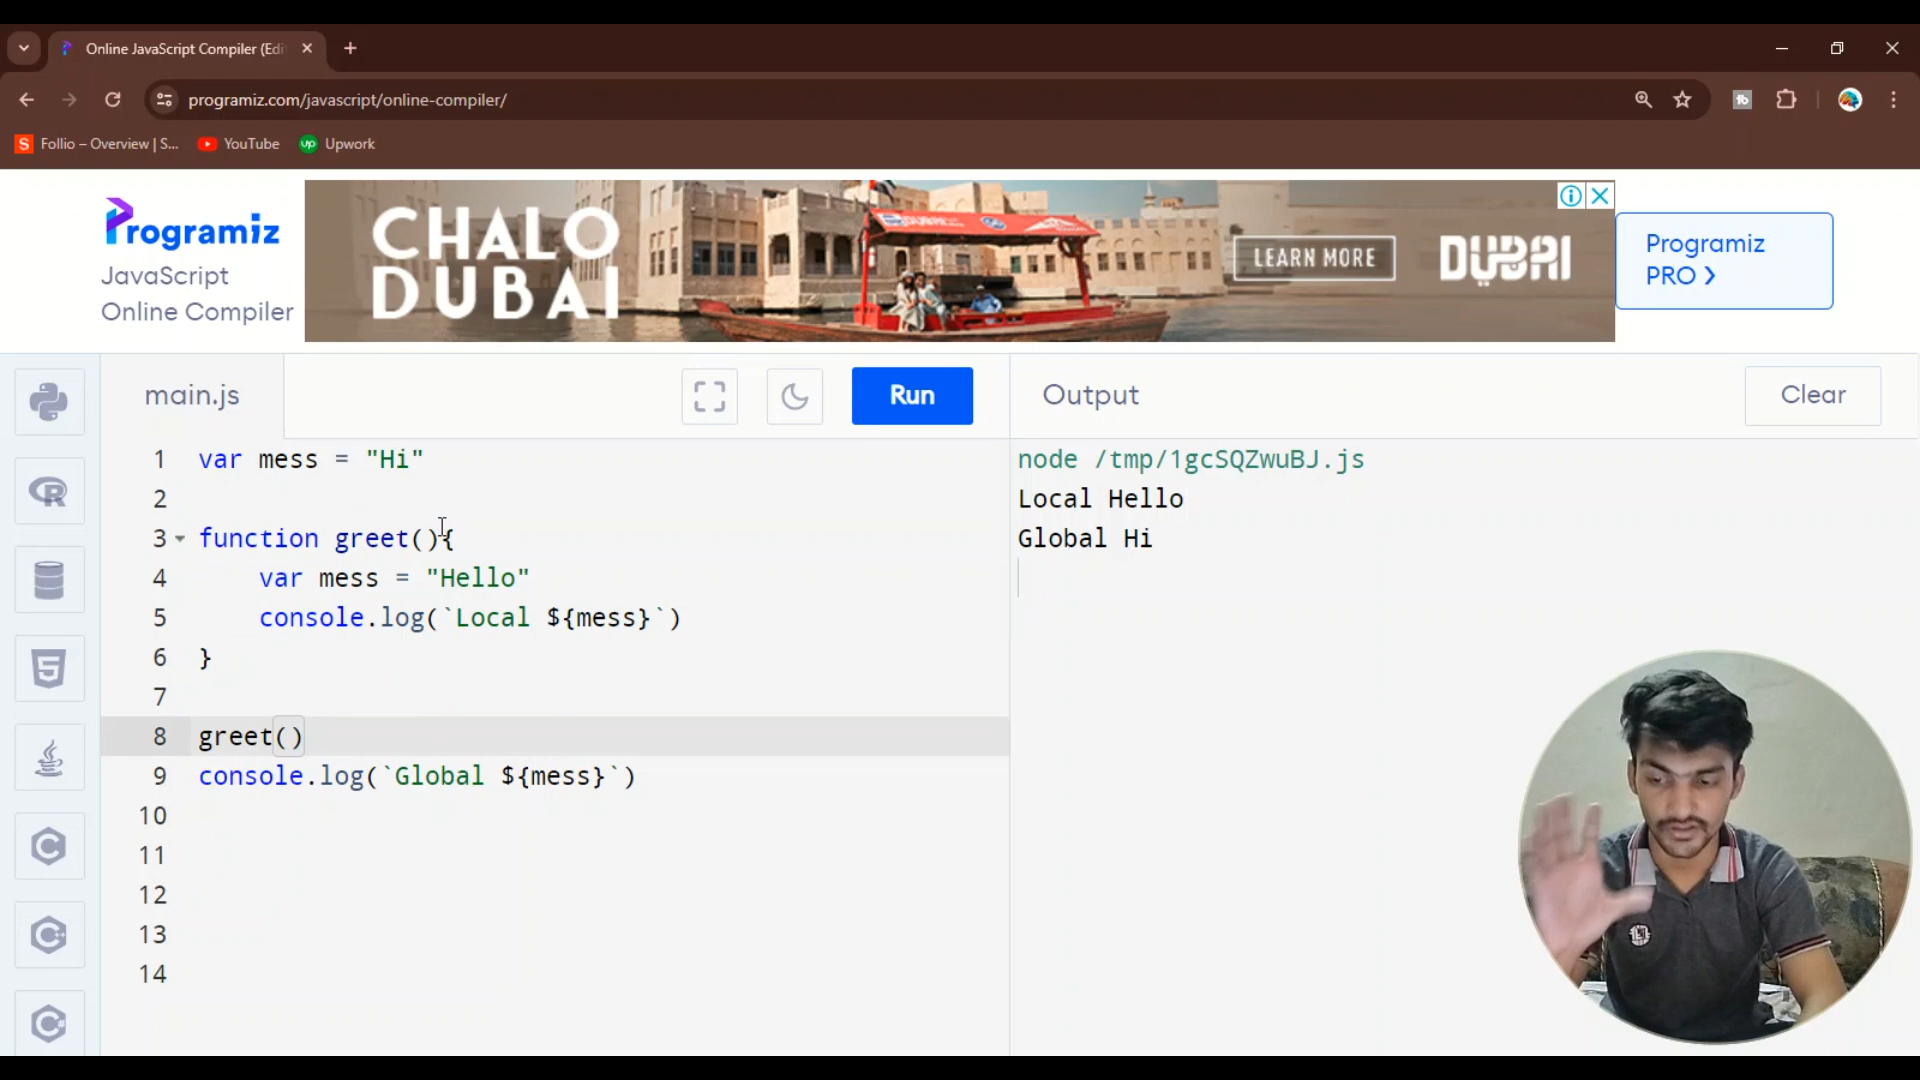 Online JavaScript Compiler (Edi
programiz.com/javascript/online-compiler/
Follio – Overview | S...
YouTube
Upwork
Programiz
JavaScript
Online Compiler
CHALO
DUBAI
LEARN MORE
DUBAI
Programiz
PRO ❯
main.js
Run
Output
Clear
1 var mess = "Hi"
2
3 function greet(){
4 var mess = "Hello"
5 console.log(`Local ${mess}`)
6 }
7
8 greet()
9 console.log(`Global ${mess}`)
10
11
12
13
14
node /tmp/1gcSQZwuBJ.js
Local Hello
Global Hi